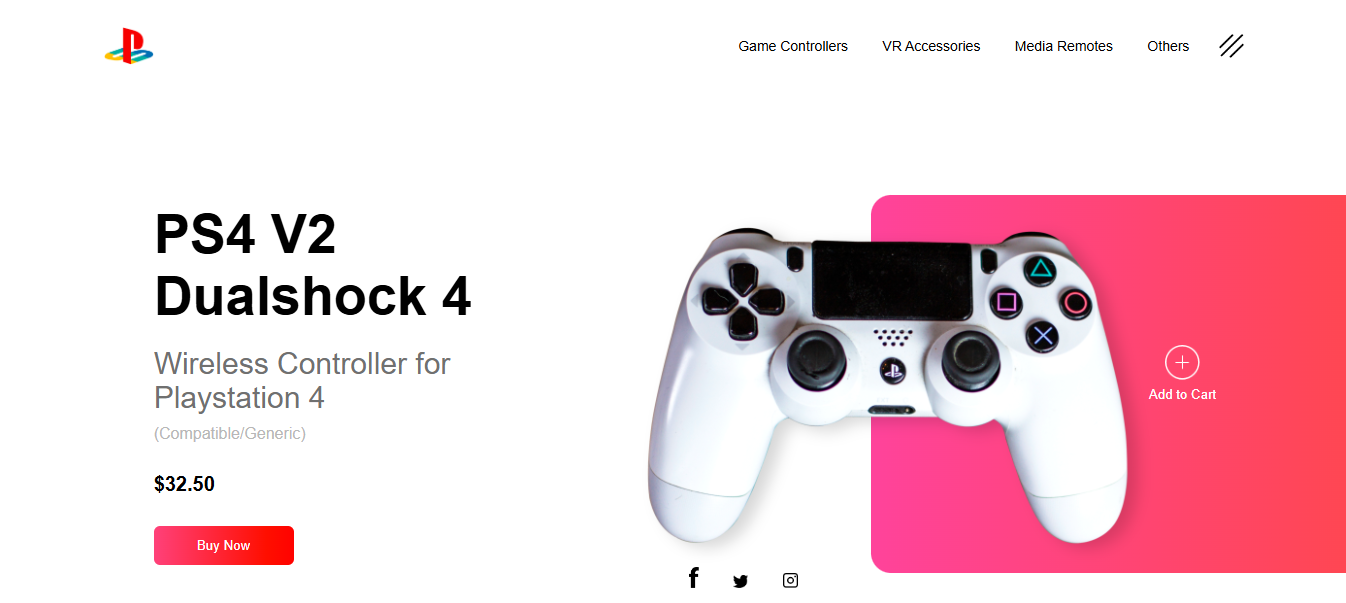 Game Controllers VR Accessories Media Remotes Others
PS4 V2
Dualshock 4
Wireless Controller for
Playstation 4
(Compatible/Generic)
$32.50
Buy Now
Add to Cart